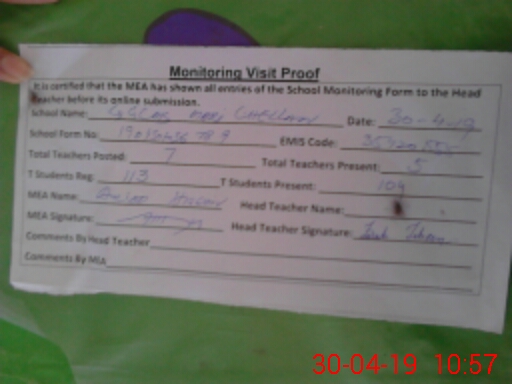 Monitoring Visit Proof
It is certified that the MEA has shown all entries of the School Monitoring Form to the Head
Teacher before its online submission.
School Name: Date: 30-4-19
School Form No: EMIS Code:
Total Teachers Posted: 7 Total Teachers Present: 5
T Students Reg: 113 T Students Present: 104
MEA Name: Head Teacher Name:
MEA Signature: Head Teacher Signature:
Comments By Head Teacher
Comments By MEA
30-04-19 10:57